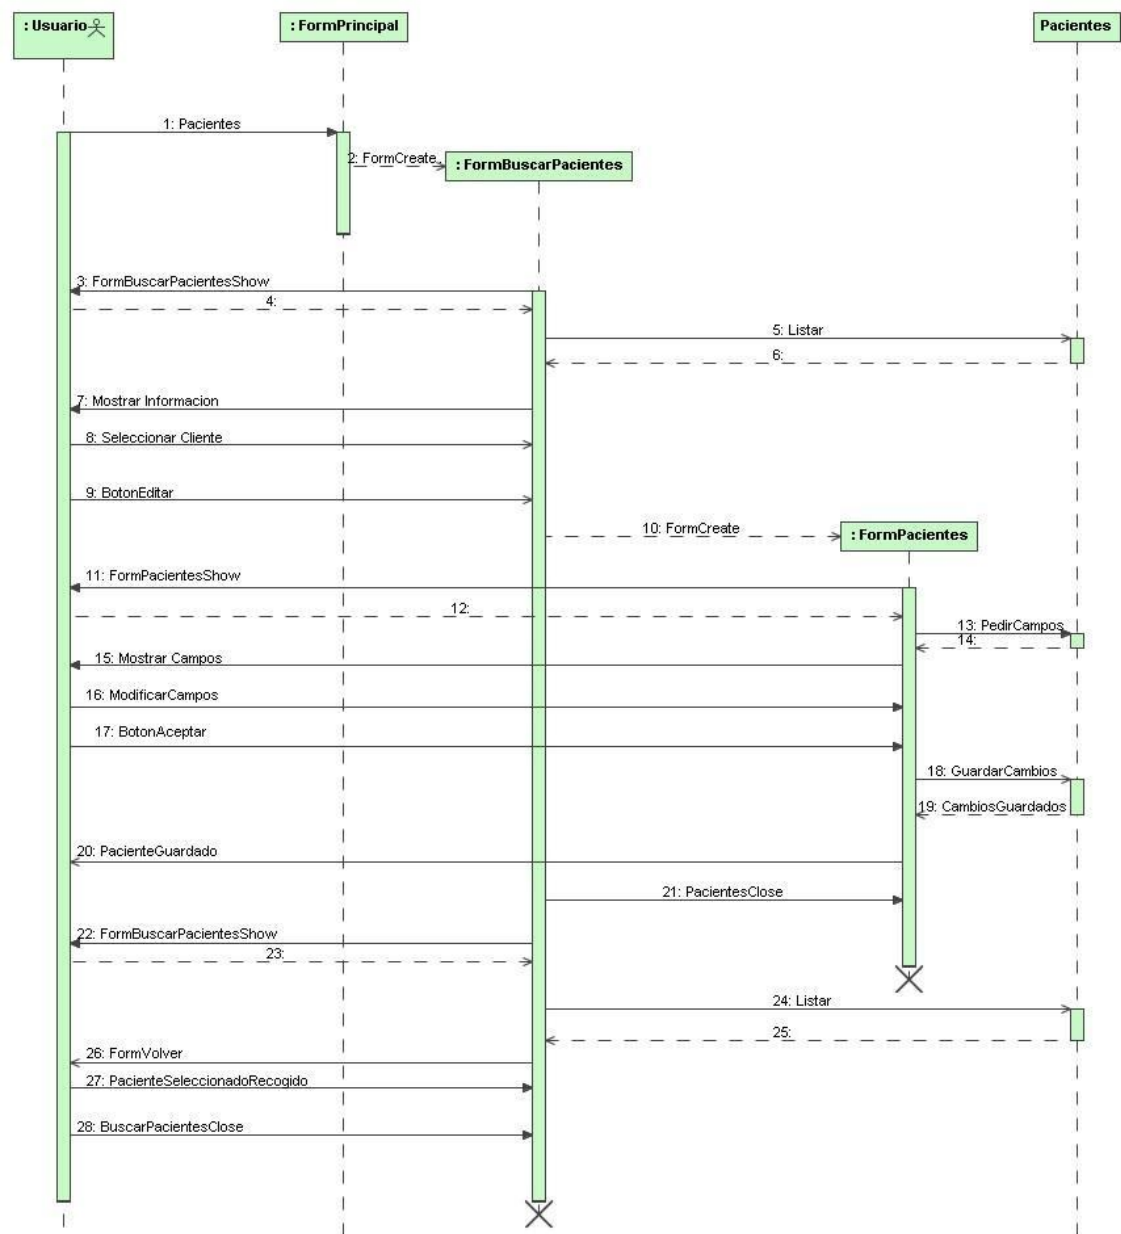 : Usuario
: FormPrincipal
Pacientes
1: Pacientes
2: FormCreate
: FormBuscarPacientes
3: FormBuscarPacientesShow
4:
5: Listar
6:
7: Mostrar Informacion
8: Seleccionar Cliente
9: BotonEditar
10: FormCreate
: FormPacientes
11: FormPacientesShow
12:
13: PedirCampos
14:
15: Mostrar Campos
16: ModificarCampos
17: BotonAceptar
18: GuardarCambios
19: CambiosGuardados
20: PacienteGuardado
21: PacientesClose
22: FormBuscarPacientesShow
23:
24: Listar
25:
26: FormVolver
27: PacienteSeleccionadoRecogido
28: BuscarPacientesClose